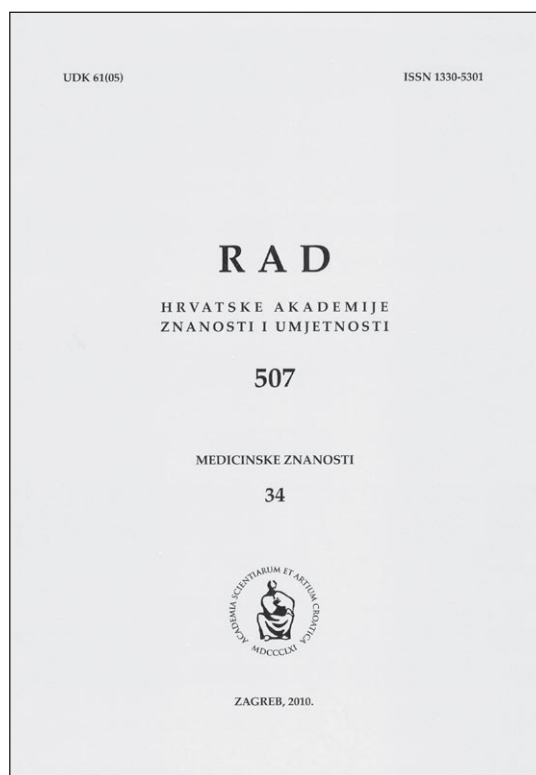 UDK 61(05)
ISSN 1330-5301
RAD
HRVATSKE AKADEMIJE
ZNANOSTI I UMJETNOSTI
507
MEDICINSKE ZNANOSTI
34
ACADEMIA SCIENTIARUM ET ARTIUM CROATICA
MDCCCLXI
ZAGREB, 2010.